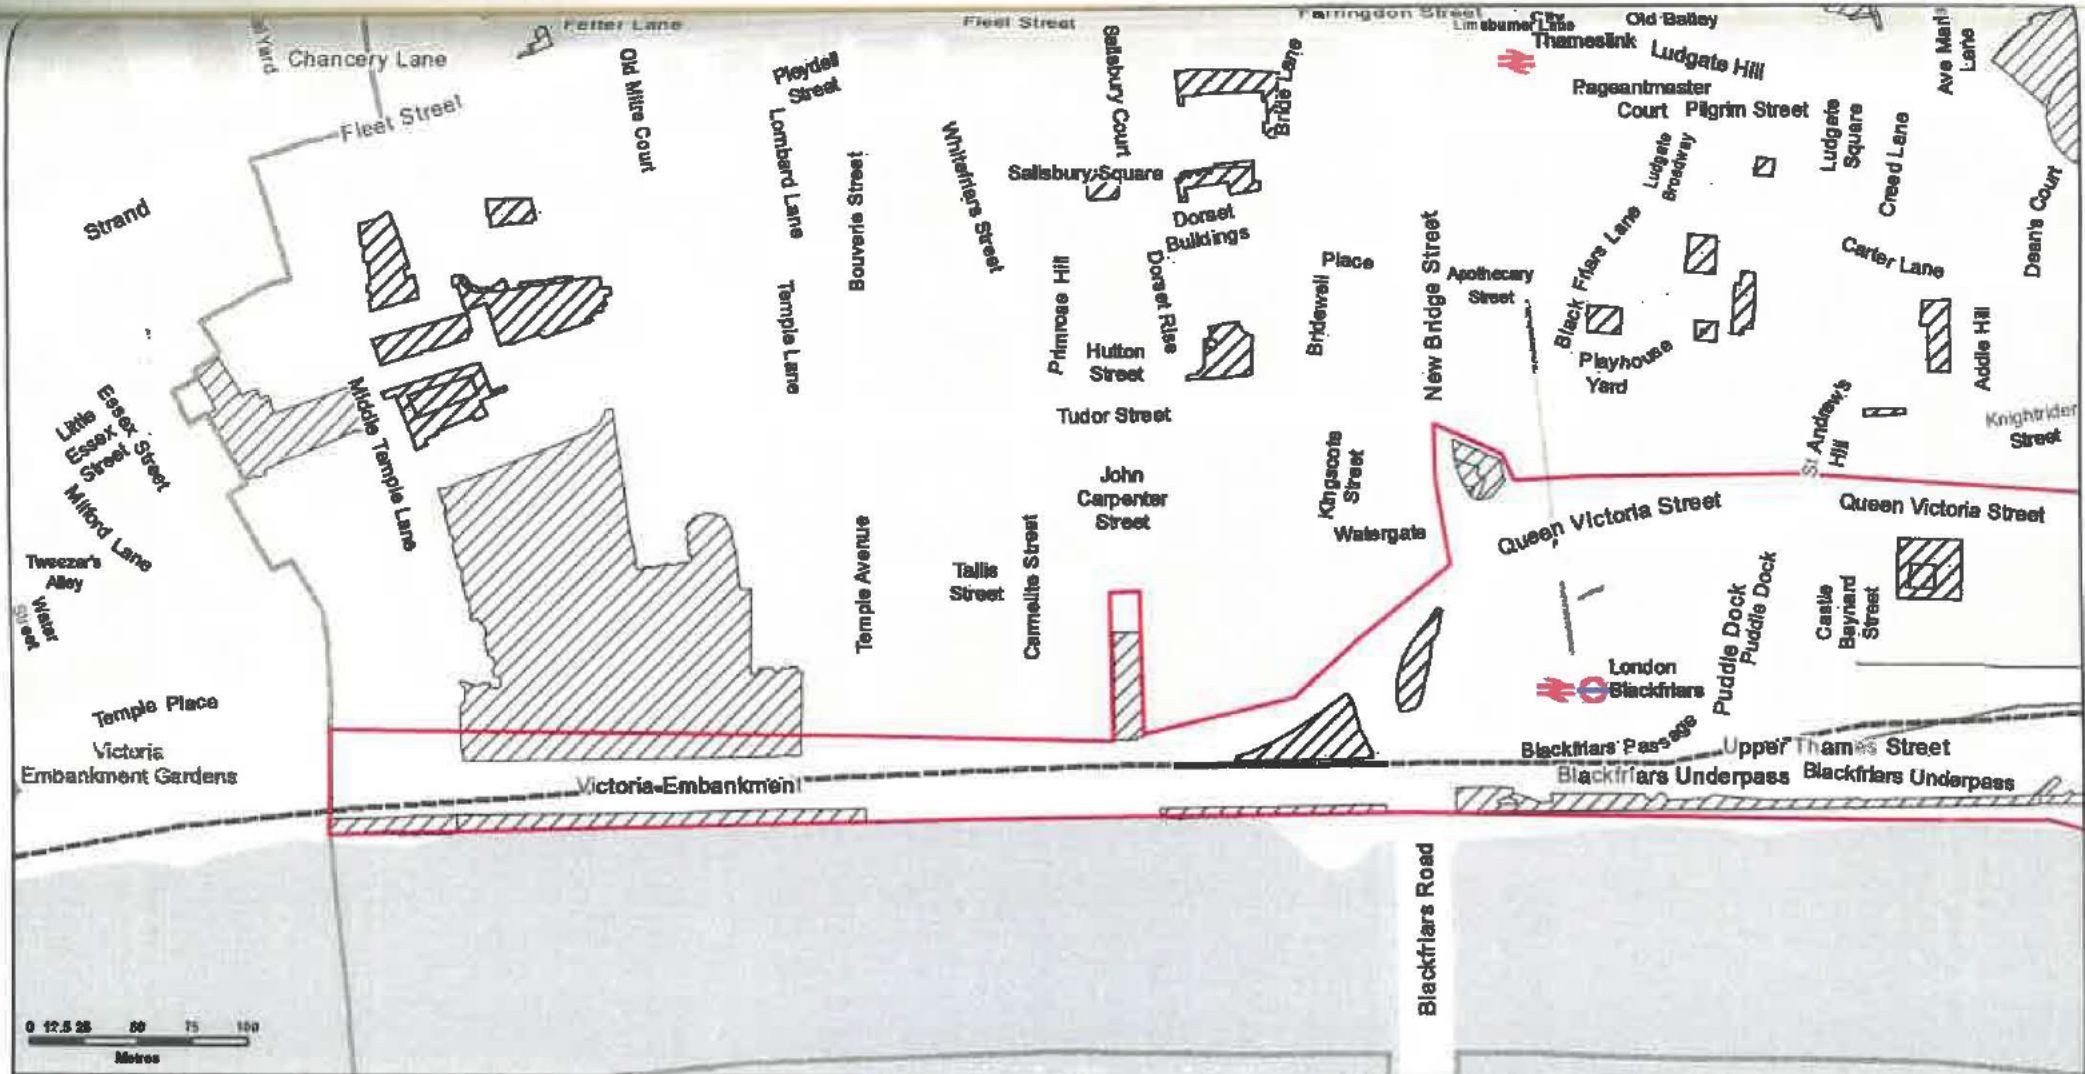 Fetter Lane
Fleet Street
Farringdon Street
Limeburner Lane
City
Thameslink
Old Bailey
Ludgate Hill
Ave Maria
Lane
Yard
Chancery Lane
Fleet Street
Old Mitre Court
Pleydell
Street
Lombard Lane
Bouverie Street
Whitefriars Street
Salisbury Court
Salisbury Square
Bride Lane
Dorset
Buildings
Pageantmaster
Court
Pilgrim Street
Ludgate
Broadway
Ludgate
Square
Creed Lane
Dean's Court
Strand
Temple Lane
Primrose Hill
Dorset Rise
Hutton
Street
Tudor Street
Bridewell
Place
New Bridge Street
Apothecary
Street
Black Friars Lane
Playhouse
Yard
Carter Lane
Addle Hill
Knightrider
Street
St Andrew's
Hill
Essex Street
Little
Essex
Street
Milford Lane
Middle Temple Lane
Tweezer's
Alley
Water
Street
Temple Avenue
Tallis
Street
Carmelite Street
John
Carpenter
Street
Kingscote
Street
Watergate
Queen Victoria Street
Queen Victoria Street
Puddle Dock
Puddle Dock
Castle
Baynard
Street
London
Blackfriars
Temple Place
Victoria
Embankment Gardens
Victoria Embankment
Blackfriars Passage
Upper Thames Street
Blackfriars Underpass
Blackfriars Underpass
Blackfriars Road
0 12.5 25 50 75 100
Metres